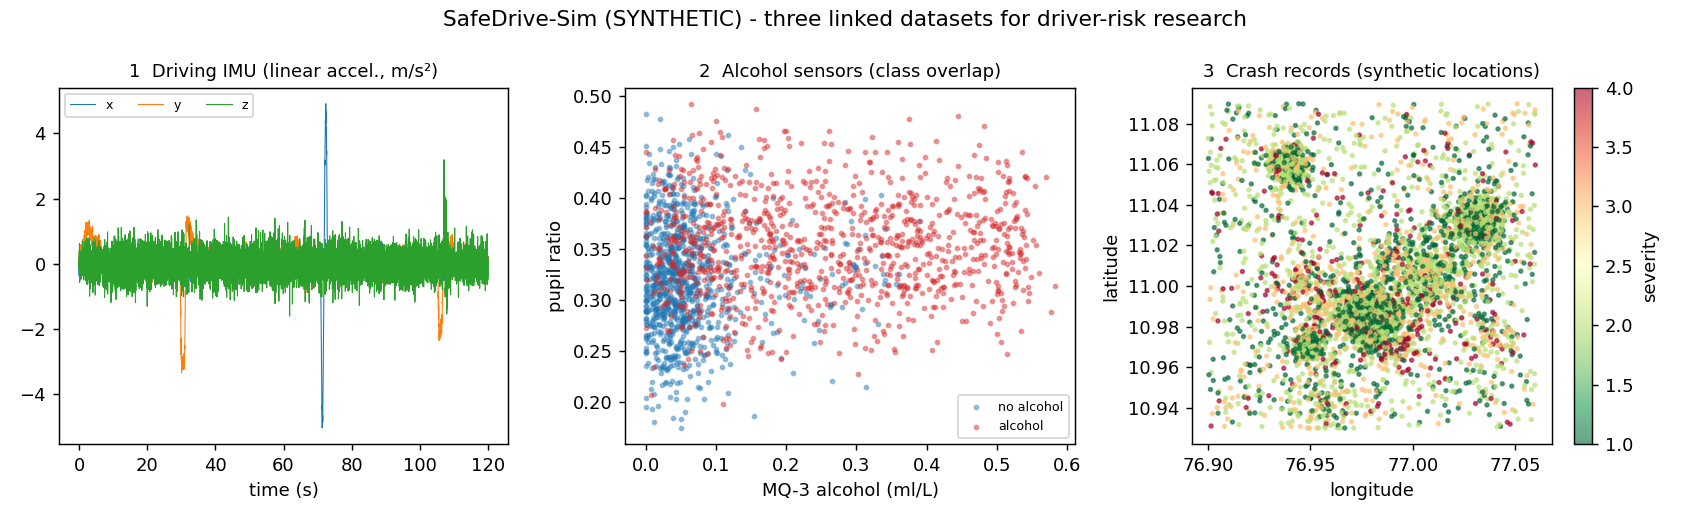 SafeDrive-Sim (SYNTHETIC) - three linked datasets for driver-risk research
1 Driving IMU (linear accel., m/s²)
x y z
4
2
0
−2
−4
0 20 40 60 80 100 120
time (s)
2 Alcohol sensors (class overlap)
0.50
0.45
0.40
0.35
0.30
0.25
0.20
pupil ratio
no alcohol
alcohol
0.0 0.1 0.2 0.3 0.4 0.5 0.6
MQ-3 alcohol (ml/L)
3 Crash records (synthetic locations)
11.08
11.06
11.04
11.02
11.00
10.98
10.96
10.94
latitude
76.90 76.95 77.00 77.05
longitude
4.0
3.5
3.0
2.5
2.0
1.5
1.0
severity